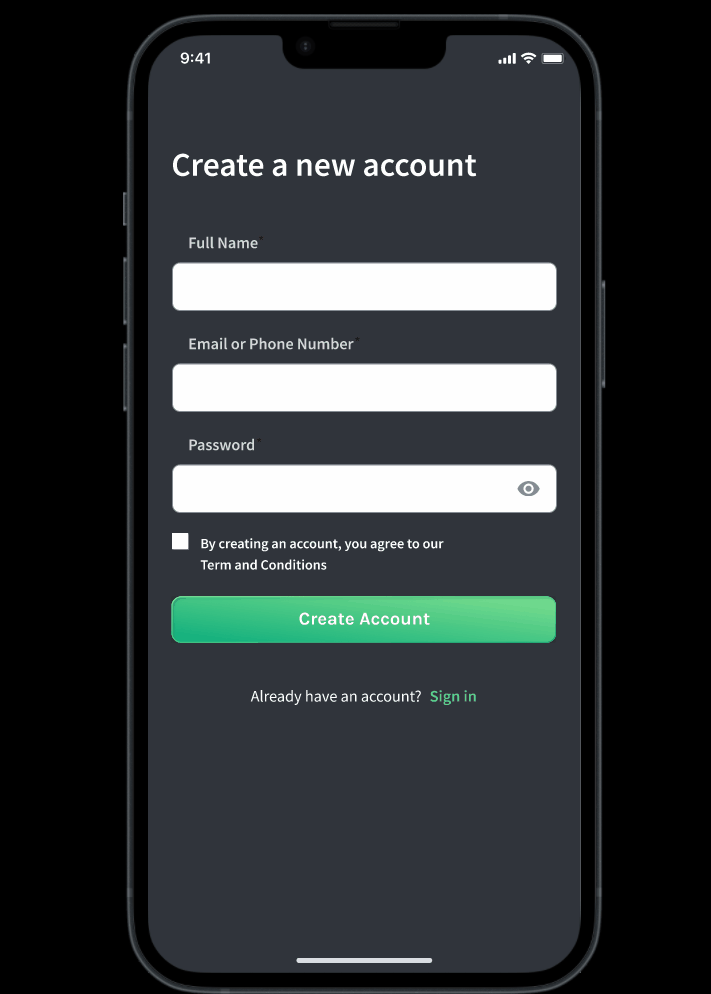 9:41
Create a new account
Full Name*
Email or Phone Number*
Password*
By creating an account, you agree to our
Term and Conditions
Create Account
Already have an account? Sign in